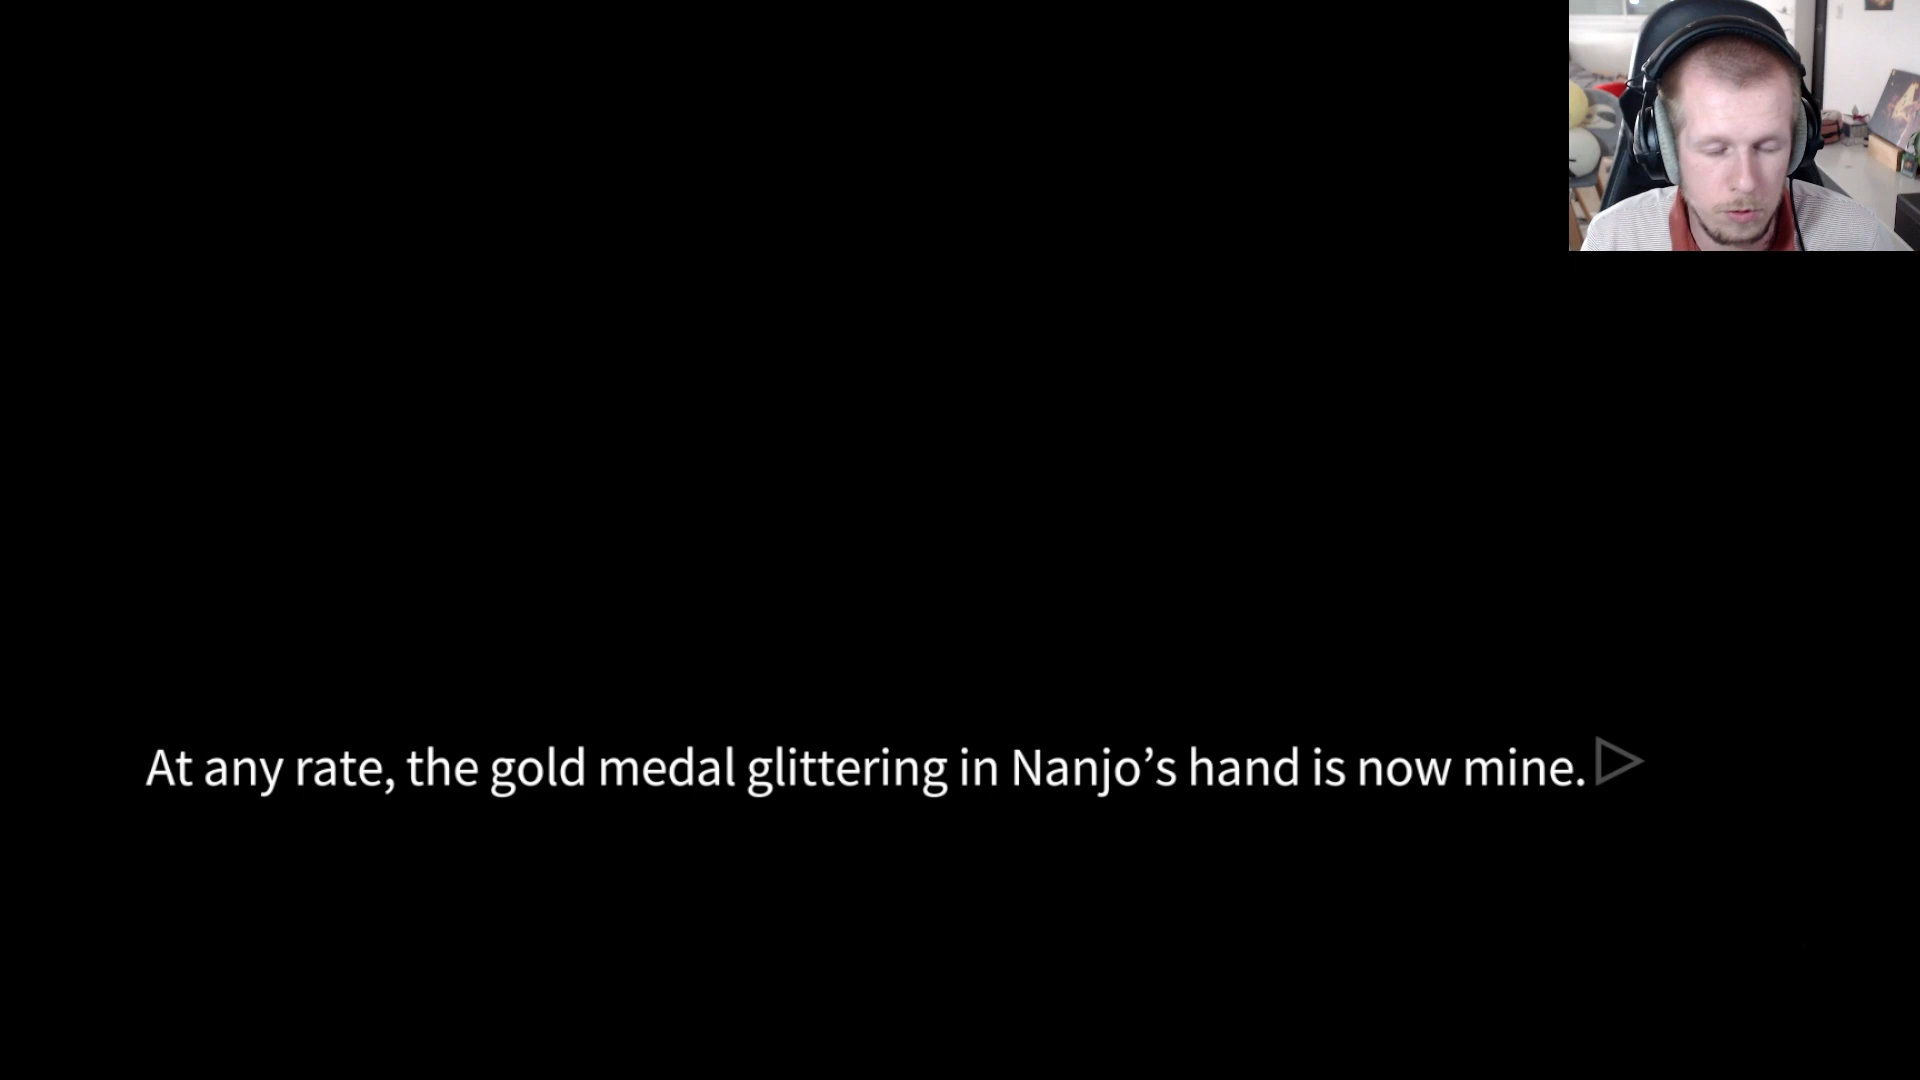 At any rate, the gold medal glittering in Nanjo’s hand is now mine.